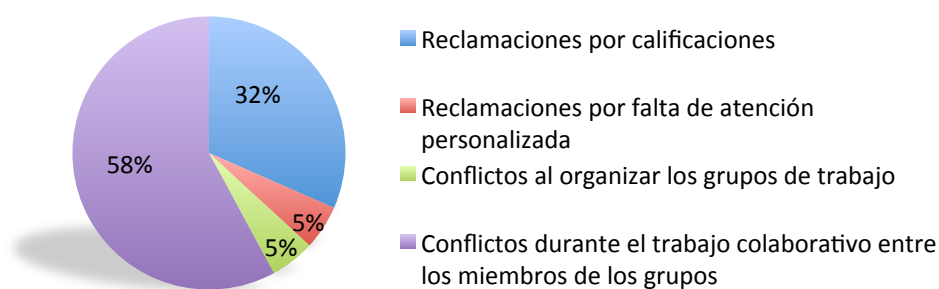 32%
5%
5%
58%
Reclamaciones por calificaciones
Reclamaciones por falta de atención
personalizada
Conflictos al organizar los grupos de trabajo
Conflictos durante el trabajo colaborativo entre
los miembros de los grupos